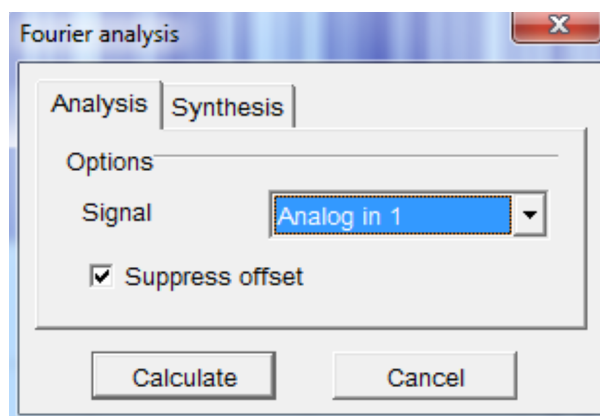 Fourier analysis
Analysis Synthesis
Options
Signal Analog in 1
Suppress offset
Calculate Cancel